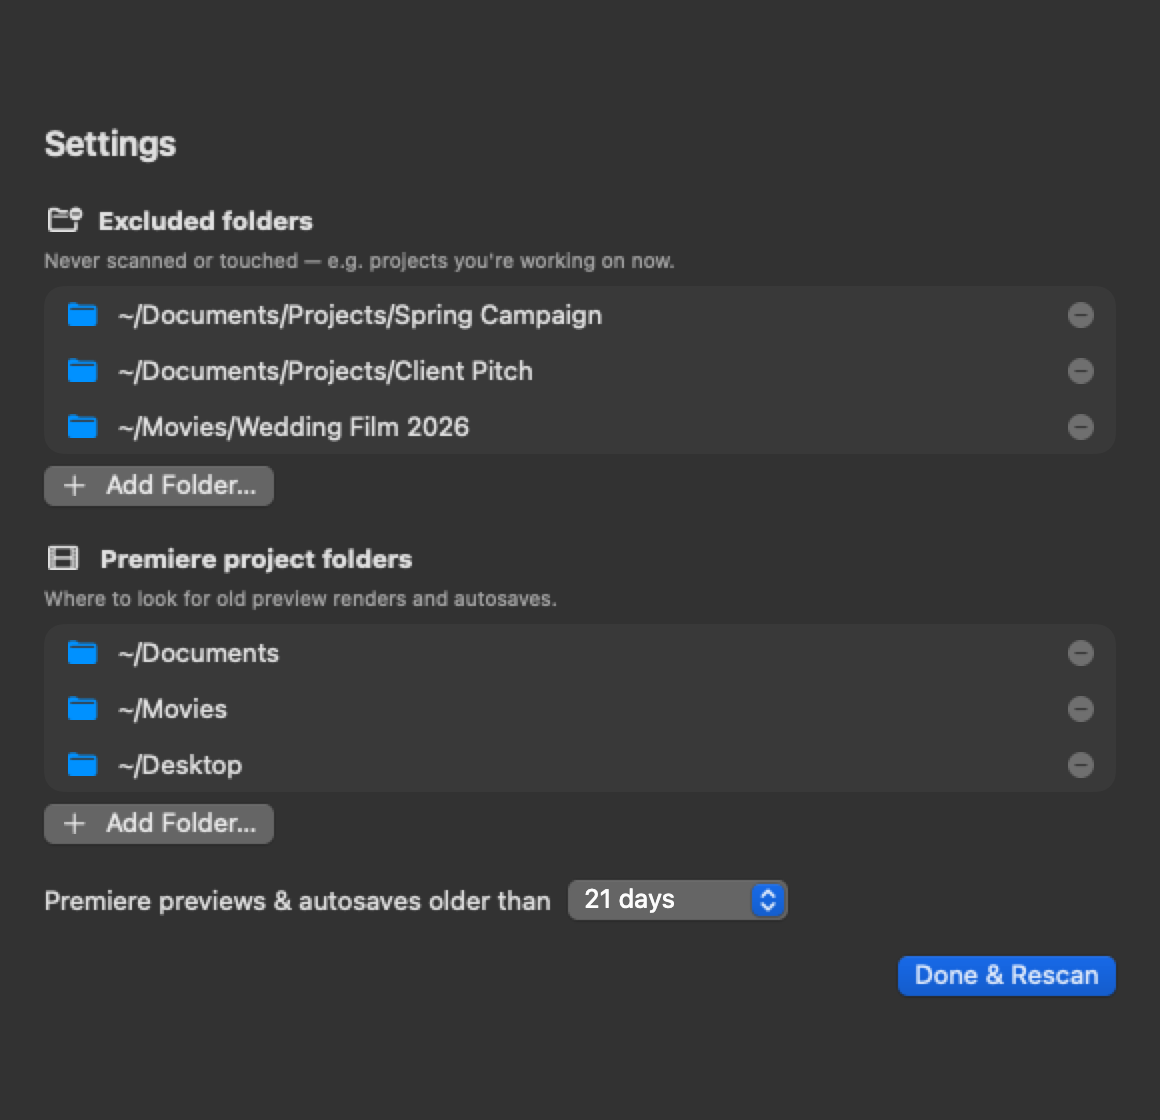 Settings
Excluded folders
Never scanned or touched — e.g. projects you're working on now.
~/Documents/Projects/Spring Campaign
~/Documents/Projects/Client Pitch
~/Movies/Wedding Film 2026
+ Add Folder...
Premiere project folders
Where to look for old preview renders and autosaves.
~/Documents
~/Movies
~/Desktop
+ Add Folder...
Premiere previews & autosaves older than 21 days
Done & Rescan